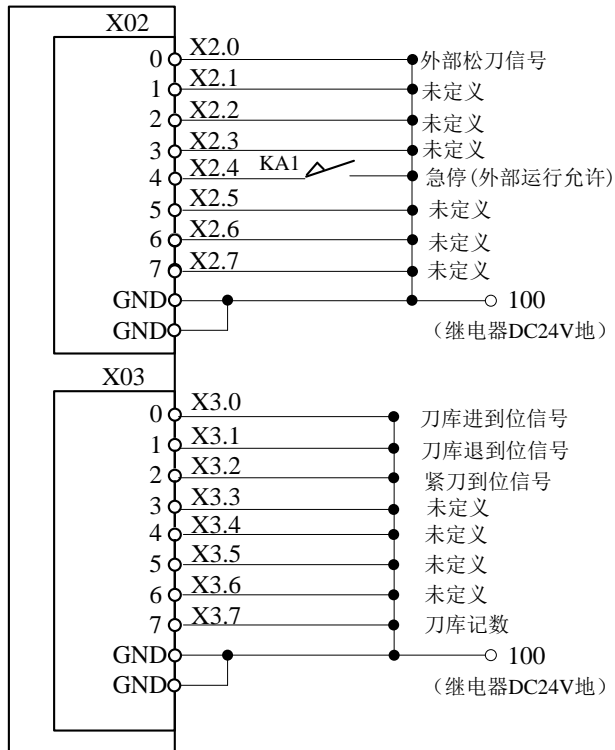 X02
0 X2.0 外部松刀信号
1 X2.1 未定义
2 X2.2 未定义
3 X2.3 未定义
4 X2.4 KA1 急停(外部运行允许)
5 X2.5 未定义
6 X2.6 未定义
7 X2.7 未定义
GND 100
GND (继电器DC24V地)
X03
0 X3.0 刀库进到位信号
1 X3.1 刀库退到位信号
2 X3.2 紧刀到位信号
3 X3.3 未定义
4 X3.4 未定义
5 X3.5 未定义
6 X3.6 未定义
7 X3.7 刀库记数
GND 100
GND (继电器DC24V地)